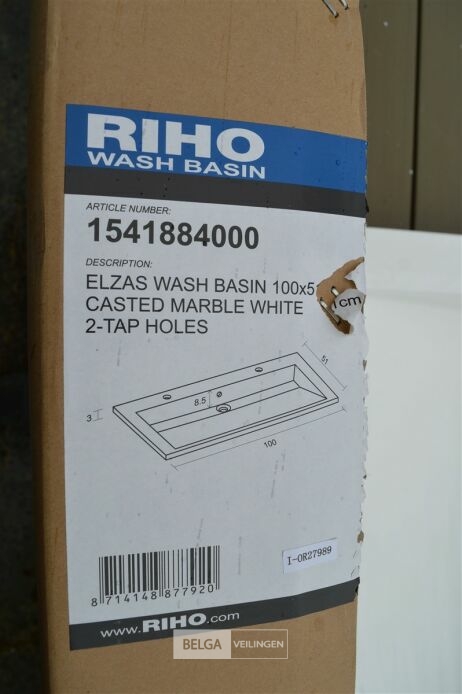 RIHO
WASH BASIN
ARTICLE NUMBER:
1541884000
DESCRIPTION:
ELZAS WASH BASIN 100x5 cm
CASTED MARBLE WHITE
2-TAP HOLES
51
8.5
3
100
I-OR27989
8 714148 877920
www.RIHO.com
BELGA VEILINGEN